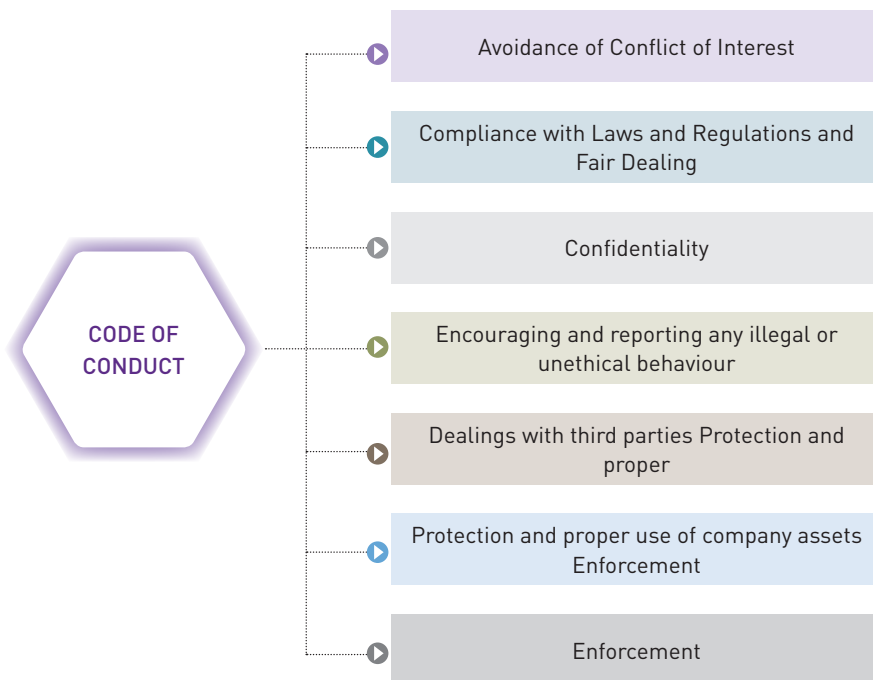 Avoidance of Conflict of Interest
Compliance with Laws and Regulations and
Fair Dealing
Confidentiality
CODE OF
CONDUCT
Encouraging and reporting any illegal or
unethical behaviour
Dealings with third parties Protection and
proper
Protection and proper use of company assets
Enforcement
Enforcement